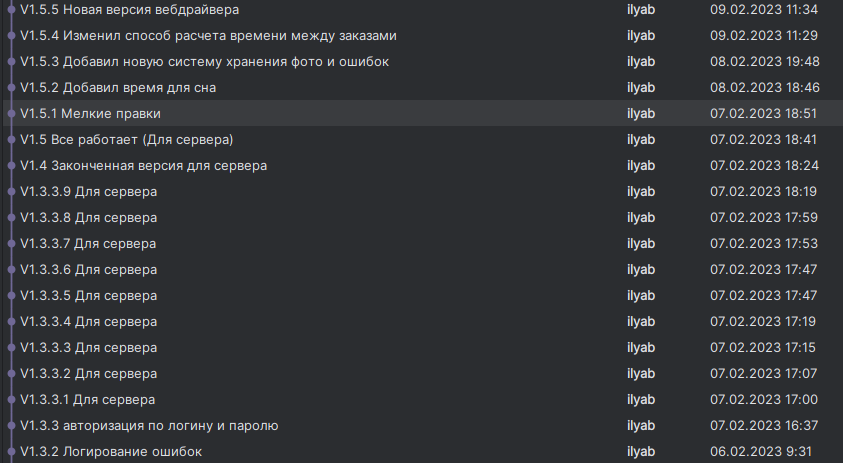 V1.5.5 Новая версия вебдрайвера ilyab 09.02.2023 11:34
V1.5.4 Изменил способ расчета времени между заказами ilyab 09.02.2023 11:29
V1.5.3 Добавил новую систему хранения фото и ошибок ilyab 08.02.2023 19:48
V1.5.2 Добавил время для сна ilyab 08.02.2023 18:46
V1.5.1 Мелкие правки ilyab 07.02.2023 18:51
V1.5 Все работает (Для сервера) ilyab 07.02.2023 18:41
V1.4 Законченная версия для сервера ilyab 07.02.2023 18:24
V1.3.3.9 Для сервера ilyab 07.02.2023 18:19
V1.3.3.8 Для сервера ilyab 07.02.2023 17:59
V1.3.3.7 Для сервера ilyab 07.02.2023 17:53
V1.3.3.6 Для сервера ilyab 07.02.2023 17:47
V1.3.3.5 Для сервера ilyab 07.02.2023 17:47
V1.3.3.4 Для сервера ilyab 07.02.2023 17:19
V1.3.3.3 Для сервера ilyab 07.02.2023 17:15
V1.3.3.2 Для сервера ilyab 07.02.2023 17:07
V1.3.3.1 Для сервера ilyab 07.02.2023 17:00
V1.3.3 авторизация по логину и паролю ilyab 07.02.2023 16:37
V1.3.2 Логирование ошибок ilyab 06.02.2023 9:31